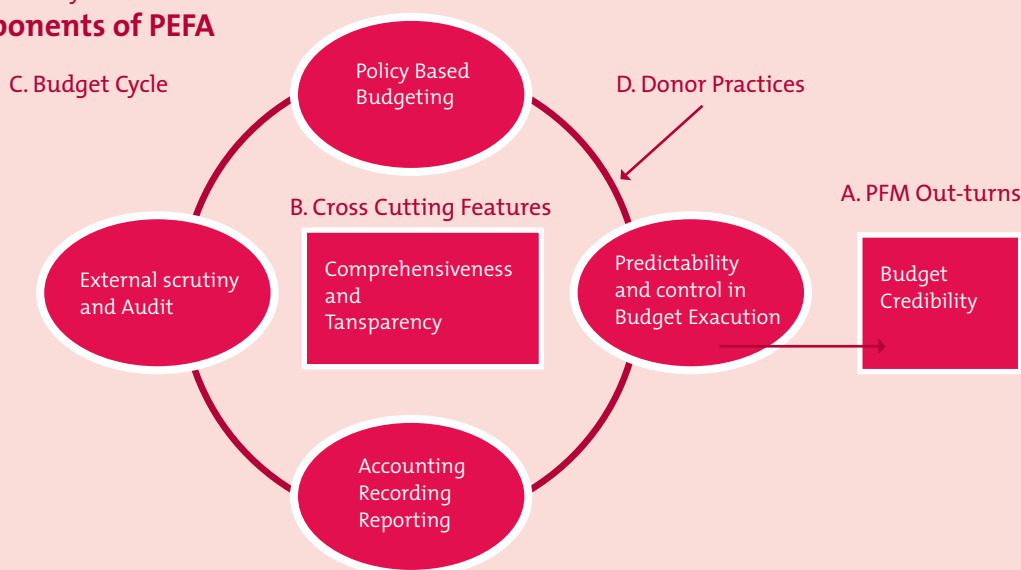 ponents of PEFA
C. Budget Cycle
Policy Based
Budgeting
D. Donor Practices
A. PFM Out-turns
B. Cross Cutting Features
External scrutiny
and Audit
Comprehensiveness
and
Tansparency
Predictability
and control in
Budget Exacution
Budget
Credibility
Accounting
Recording
Reporting